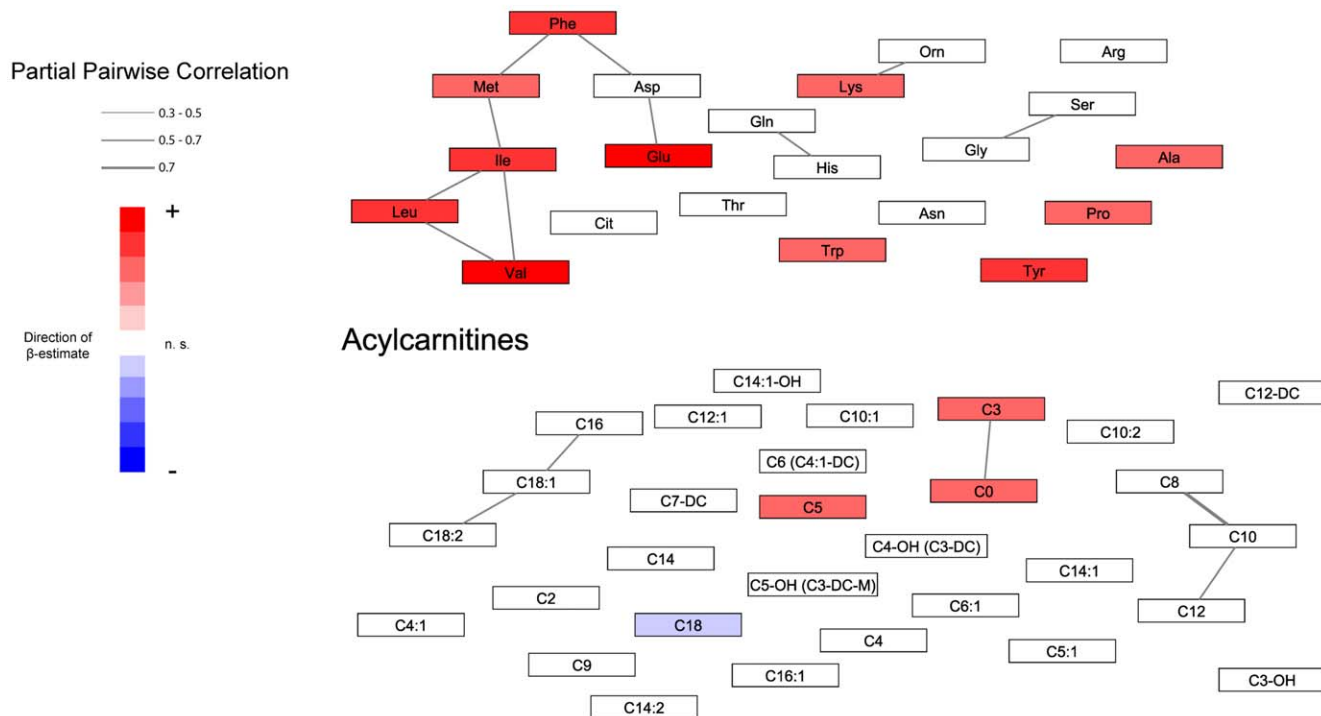 Partial Pairwise Correlation
0.3 - 0.5
0.5 - 0.7
0.7
+
Direction of
β-estimate
n. s.
-
Phe
Orn
Arg
Met
Asp
Lys
Ser
Gln
Ile
Glu
His
Gly
Ala
Leu
Cit
Thr
Asn
Pro
Trp
Val
Tyr
Acylcarnitines
C14:1-OH
C12-DC
C16
C12:1
C10:1
C3
C10:2
C6 (C4:1-DC)
C18:1
C7-DC
C5
C0
C8
C18:2
C4-OH (C3-DC)
C10
C14
C5-OH (C3-DC-M)
C14:1
C2
C6:1
C12
C4:1
C18
C4
C5:1
C9
C16:1
C3-OH
C14:2